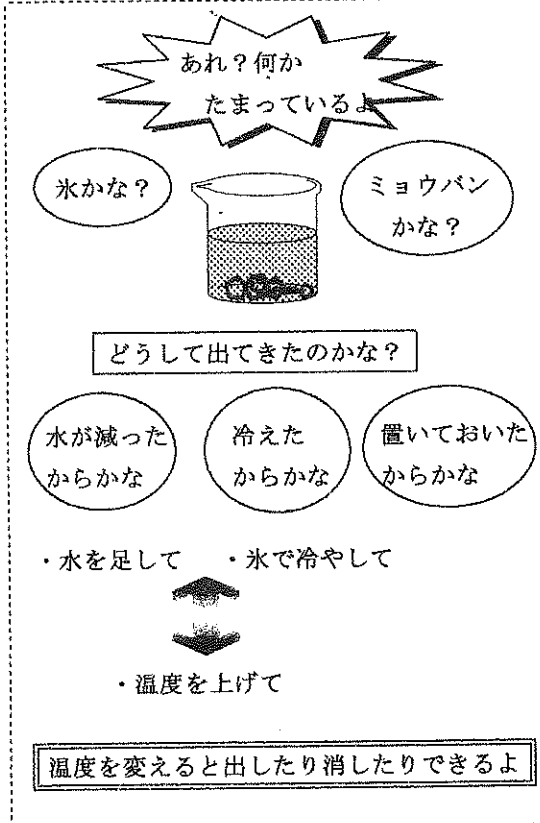 あれ？何か
たまっているよ
氷かな？
ミョウバン
かな？
どうして出てきたのかな？
水が減った
からかな
冷えた
からかな
置いておいた
からかな
・水を足して　・氷で冷やして
・温度を上げて
温度を変えると出したり消したりできるよ